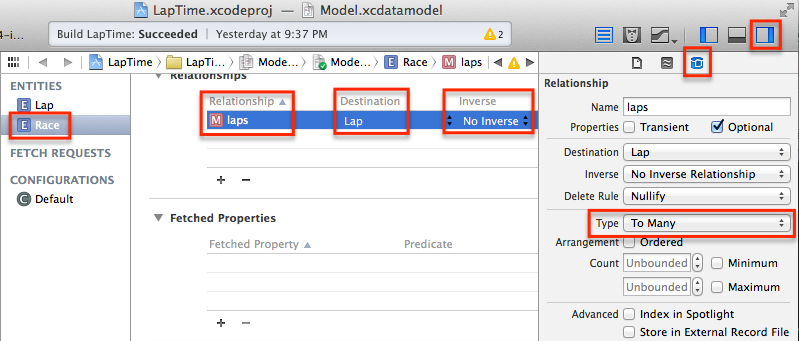 LapTime.xcodeproj › Model.xcdatamodel
4-i... Build LapTime: Succeeded | Yesterday at 9:37 PM 2
LapTime › LapTi... › Mode... › Mode... › E Race › M laps
ENTITIES
E Lap
E Race
FETCH REQUESTS
CONFIGURATIONS
C Default
Relationships
Relationship Destination Inverse
M laps Lap No Inverse
+ −
Fetched Properties
Fetched Property Predicate
+ −
Relationship
Name laps
Properties Transient Optional
Destination Lap
Inverse No Inverse Relationship
Delete Rule Nullify
Type To Many
Arrangement Ordered
Count Unbounded Minimum
Unbounded Maximum
Advanced Index in Spotlight
Store in External Record File